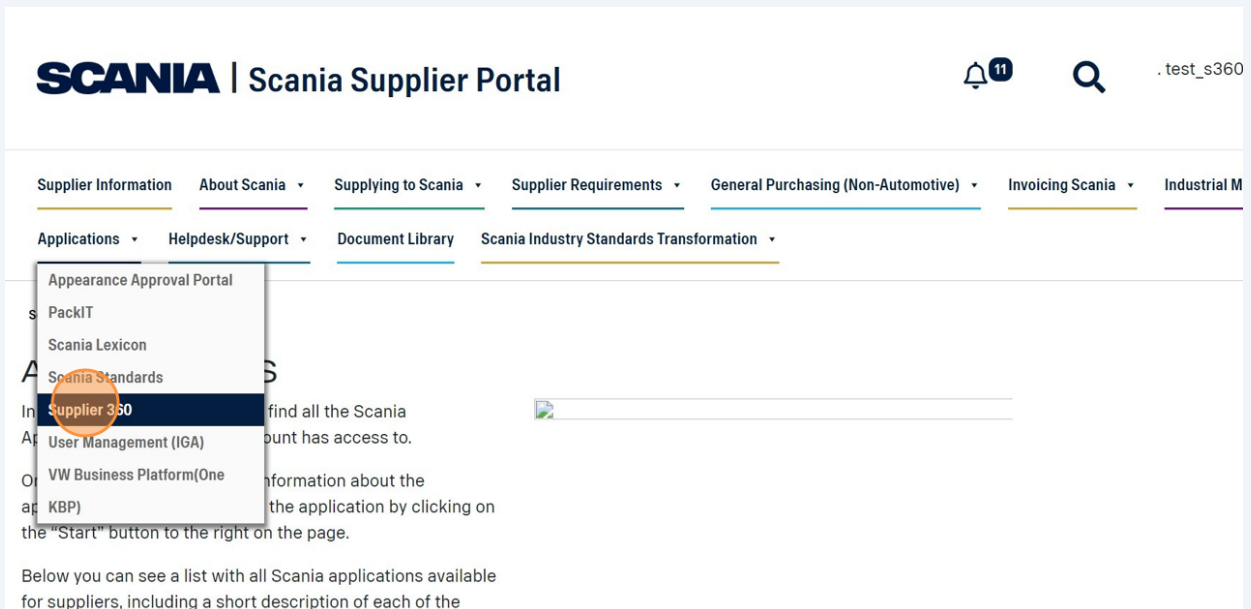 SCANIA | Scania Supplier Portal
11
. test_s360
Supplier Information About Scania Supplying to Scania Supplier Requirements General Purchasing (Non-Automotive) Invoicing Scania Industrial M
Applications Helpdesk/Support Document Library Scania Industry Standards Transformation
Appearance Approval Portal
PackIT
Scania Lexicon
Scania Standards
Supplier 360
User Management (IGA)
VW Business Platform(One
KBP)
find all the Scania
ount has access to.
nformation about the
the application by clicking on
the “Start” button to the right on the page.
Below you can see a list with all Scania applications available
for suppliers, including a short description of each of the